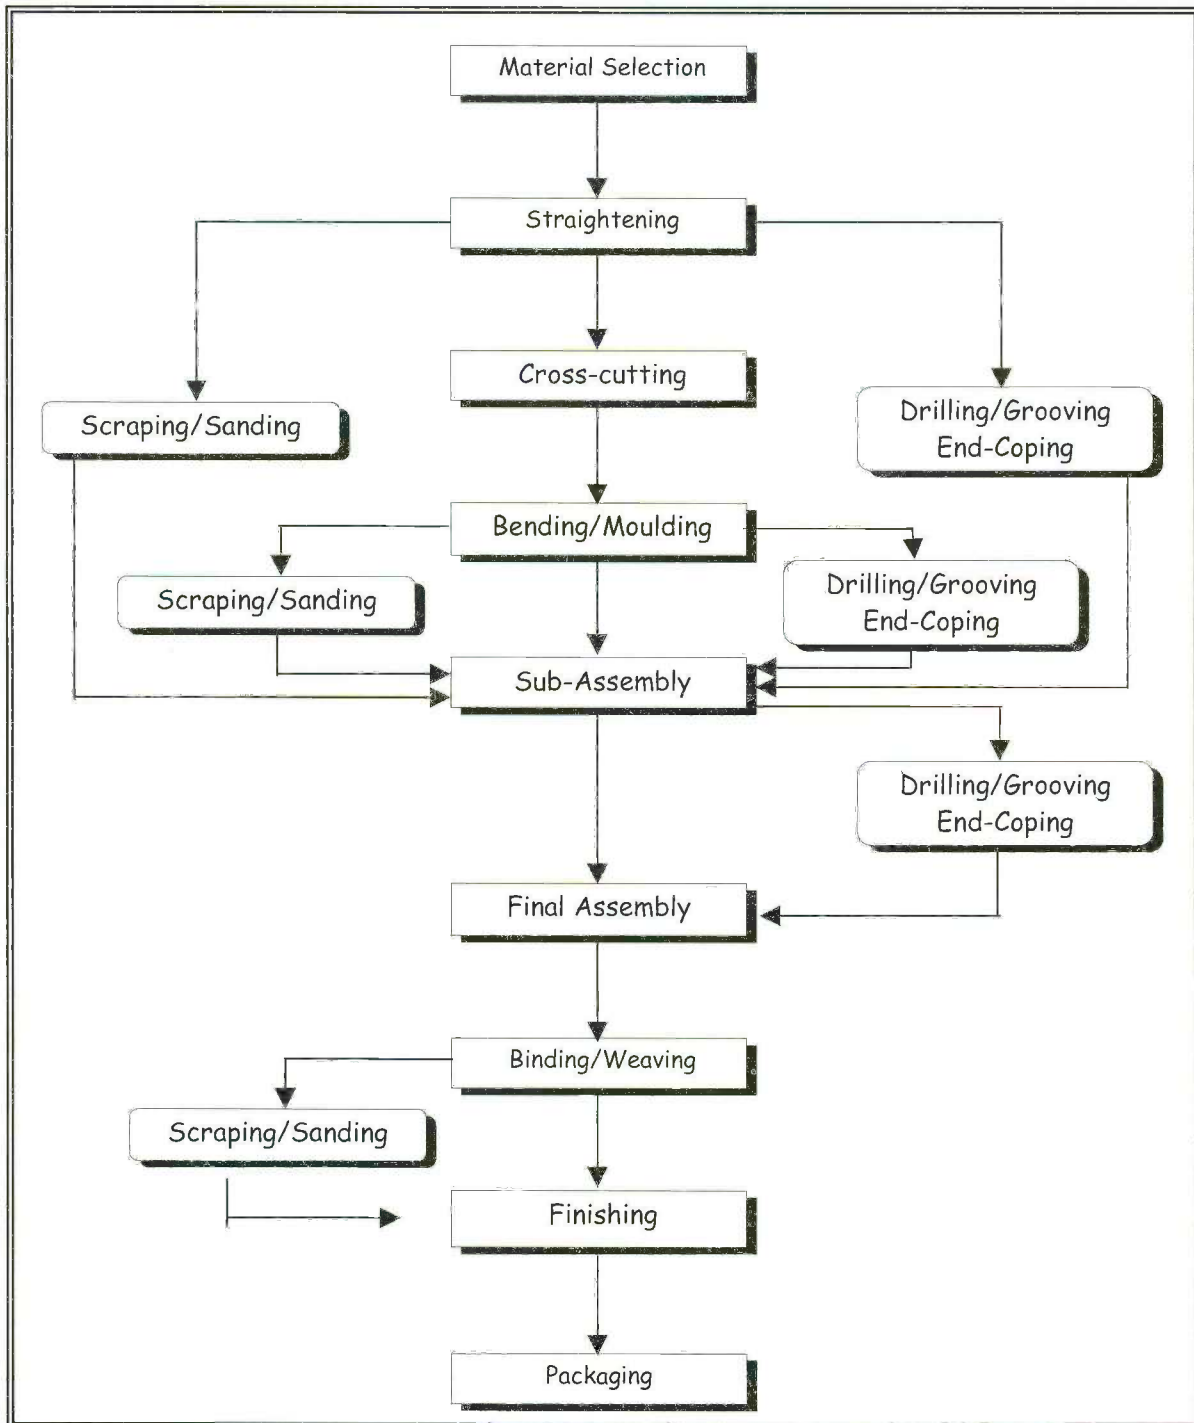 Material Selection
Straightening
Cross-cutting
Scraping/Sanding
Drilling/Grooving
End-Coping
Bending/Moulding
Scraping/Sanding
Drilling/Grooving
End-Coping
Sub-Assembly
Drilling/Grooving
End-Coping
Final Assembly
Binding/Weaving
Scraping/Sanding
Finishing
Packaging